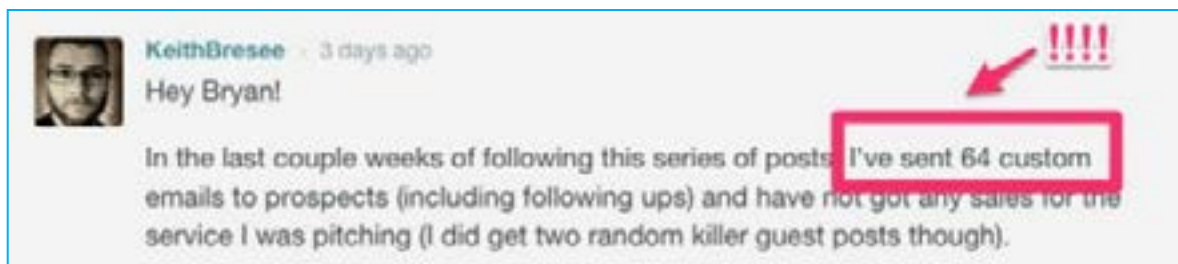 !!!!
KeithBresee · 3 days ago
Hey Bryan!
In the last couple weeks of following this series of posts I've sent 64 custom
emails to prospects (including following ups) and have not got any sales for the
service I was pitching (I did get two random killer guest posts though).